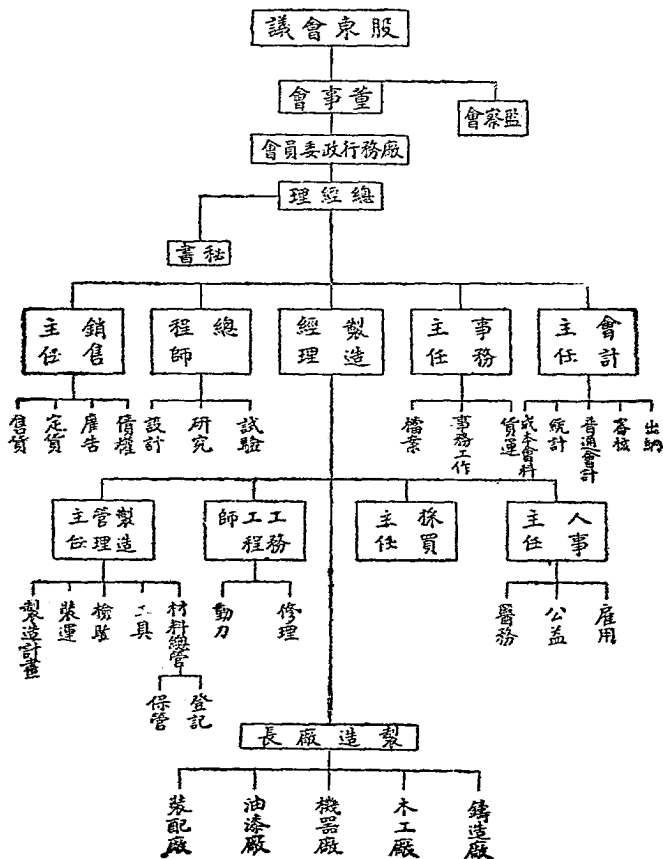 股東會議
董事會
監察會
廠務行政委員會
總經理
秘書
會計主任
事務主任
製造經理
總程師
銷售主任
出納
審核
普通會計
統計
成本會料
貨運
事務工作
檔案
試驗
研究
設計
債權
廣告
定貨
售貨
人事主任
採買主任
工務工程師
製造管理主任
雇用
公益
醫務
修理
動力
材料總管
工具
檢驗
裝運
製造計畫
登記
保管
製造廠長
鑄造廠
木工廠
機器廠
油漆廠
裝配廠